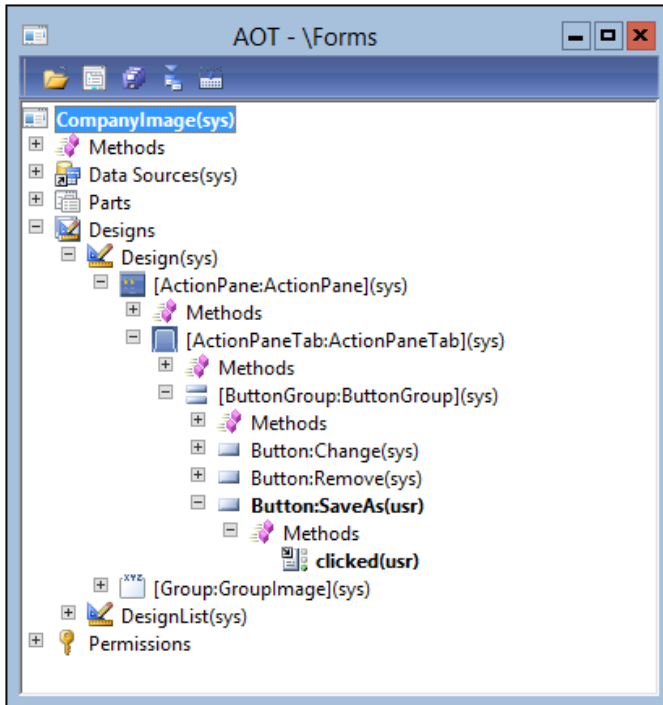 AOT - \Forms
CompanyImage(sys)
Methods
Data Sources(sys)
Parts
Designs
Design(sys)
[ActionPane:ActionPane](sys)
Methods
[ActionPaneTab:ActionPaneTab](sys)
Methods
[ButtonGroup:ButtonGroup](sys)
Methods
Button:Change(sys)
Button:Remove(sys)
Button:SaveAs(usr)
Methods
clicked(usr)
XYZ
[Group:GroupImage](sys)
DesignList(sys)
Permissions